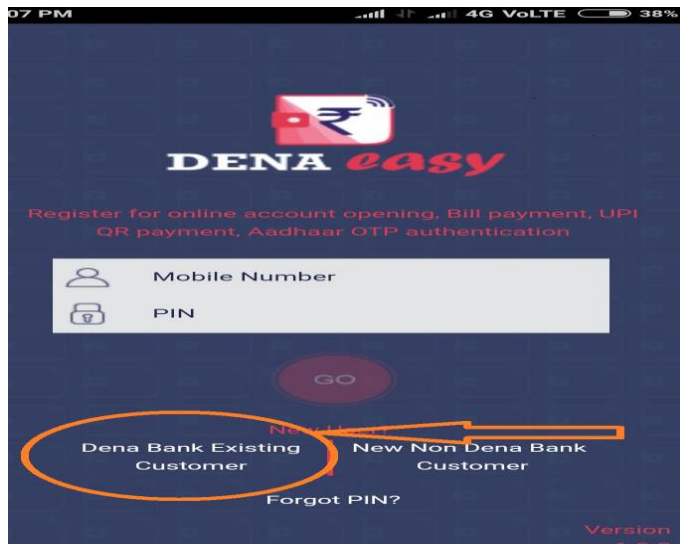 07 PM 4G VoLTE 38%
DENA easy
Register for online account opening, Bill payment, UPI
QR payment, Aadhaar OTP authentication
Mobile Number
PIN
GO
New User?
Dena Bank Existing New Non Dena Bank
Customer Customer
Forgot PIN?
Version